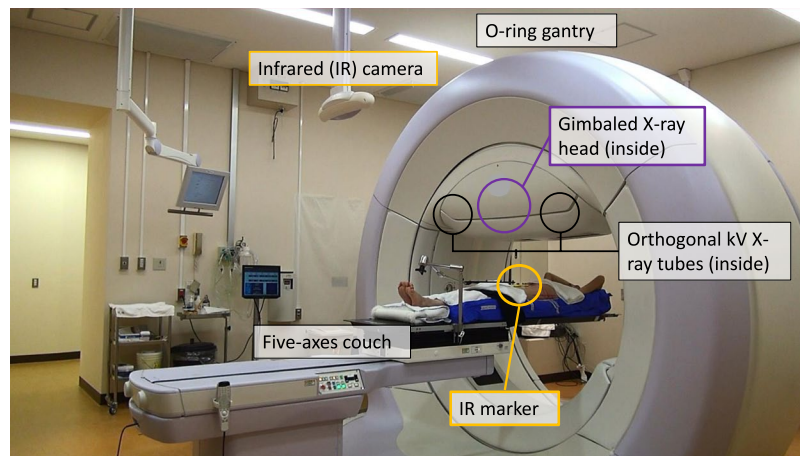 O-ring gantry
Infrared (IR) camera
Gimbaled X-ray
head (inside)
Orthogonal kV X-
ray tubes (inside)
Five-axes couch
IR marker